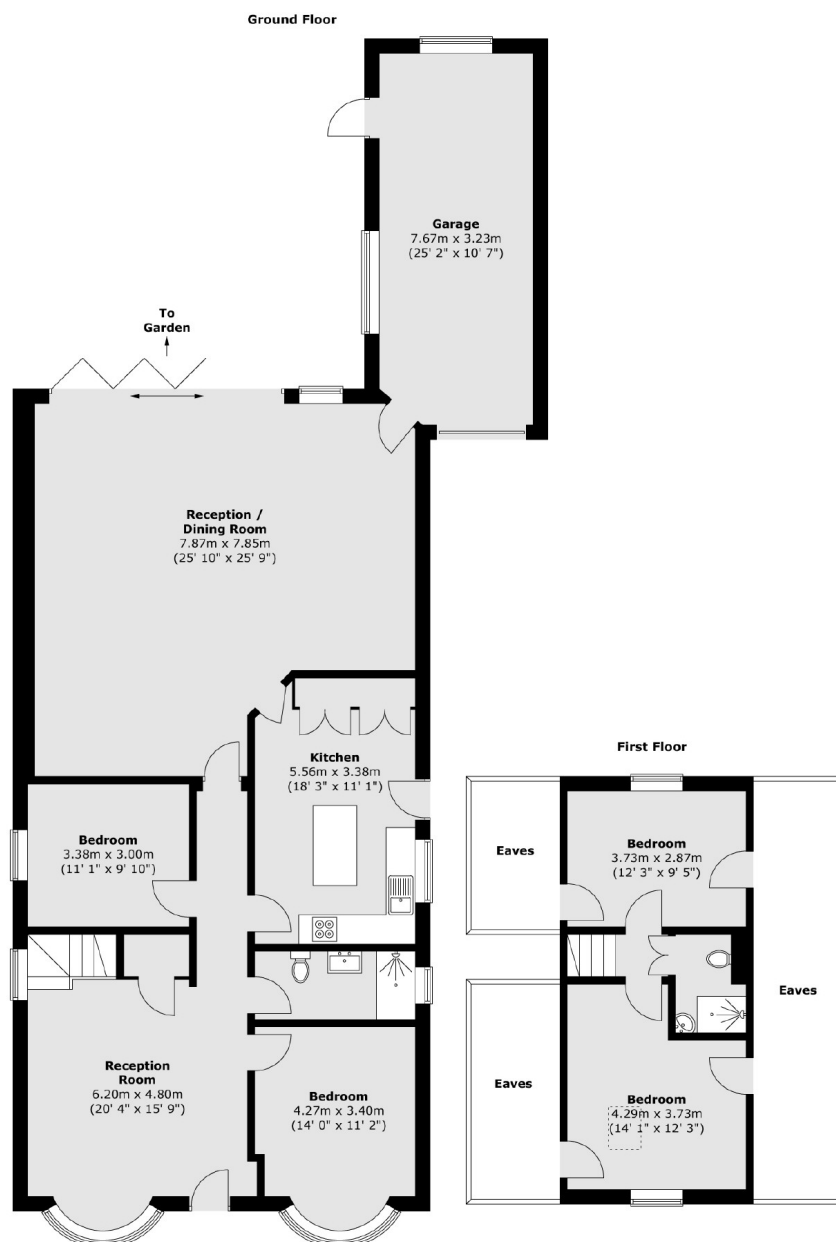 Ground Floor
Garage
7.67m x 3.23m
(25' 2" x 10' 7")
To
Garden
Reception /
Dining Room
7.87m x 7.85m
(25' 10" x 25' 9")
Kitchen
5.56m x 3.38m
(18' 3" x 11' 1")
Bedroom
3.38m x 3.00m
(11' 1" x 9' 10")
Reception
Room
6.20m x 4.80m
(20' 4" x 15' 9")
Bedroom
4.27m x 3.40m
(14' 0" x 11' 2")
First Floor
Eaves
Bedroom
3.73m x 2.87m
(12' 3" x 9' 5")
Eaves
Eaves
Bedroom
4.29m x 3.73m
(14' 1" x 12' 3")